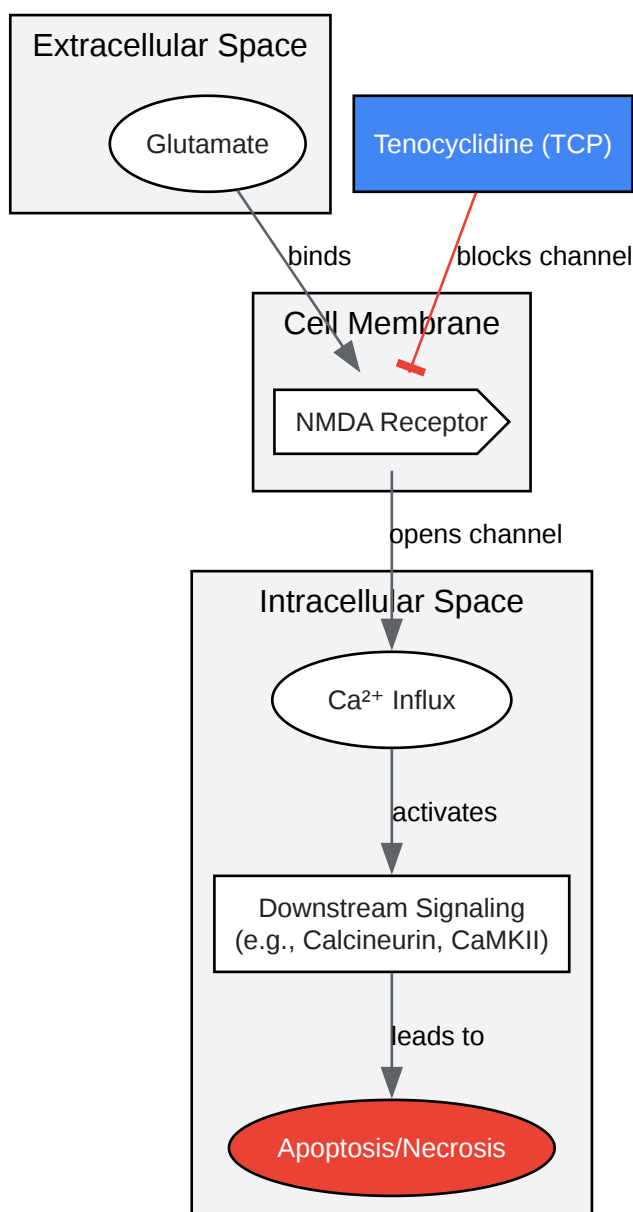 Extracellular Space
Glutamate
Tenocyclidine (TCP)
binds
blocks channel
Cell Membrane
NMDA Receptor
opens channel
Intracellular Space
Ca²⁺ Influx
activates
Downstream Signaling
(e.g., Calcineurin, CaMKII)
leads to
Apoptosis/Necrosis